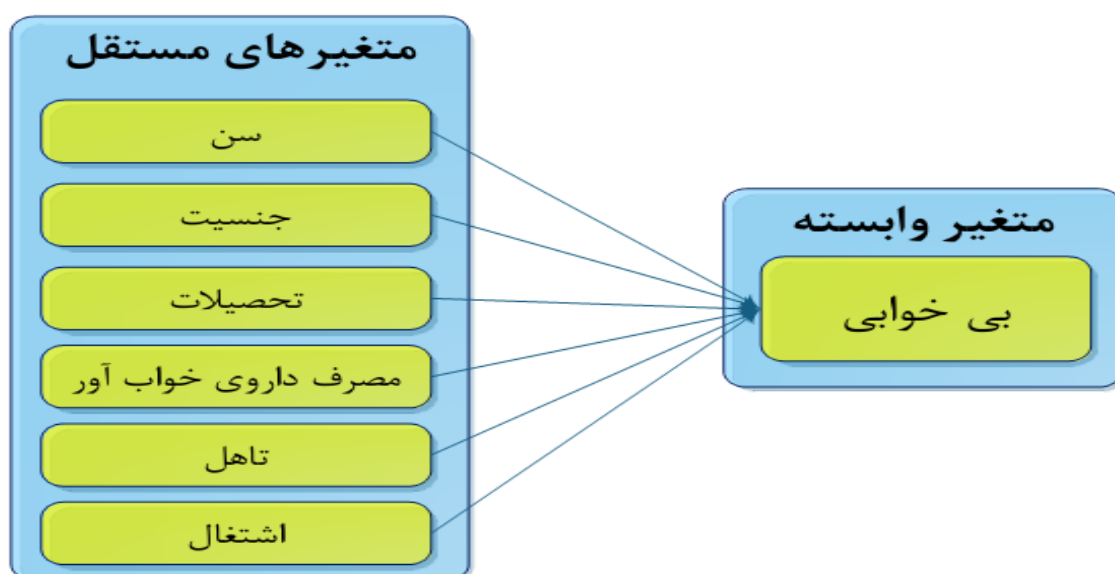 متغیرهای مستقل
سن
جنسیت
تحصیلات
مصرف داروی خواب آور
تاهل
اشتغال
متغیر وابسته
بی خوابی